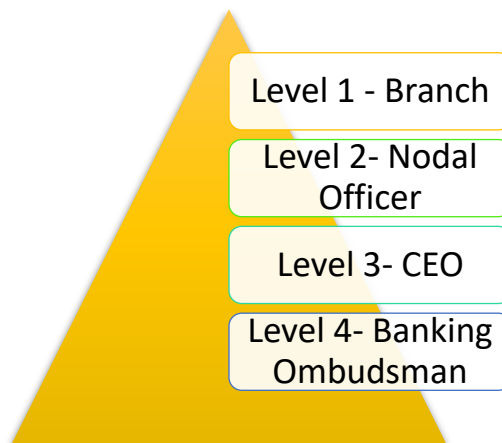 Level 1 - Branch
Level 2- Nodal
Officer
Level 3- CEO
Level 4- Banking
Ombudsman